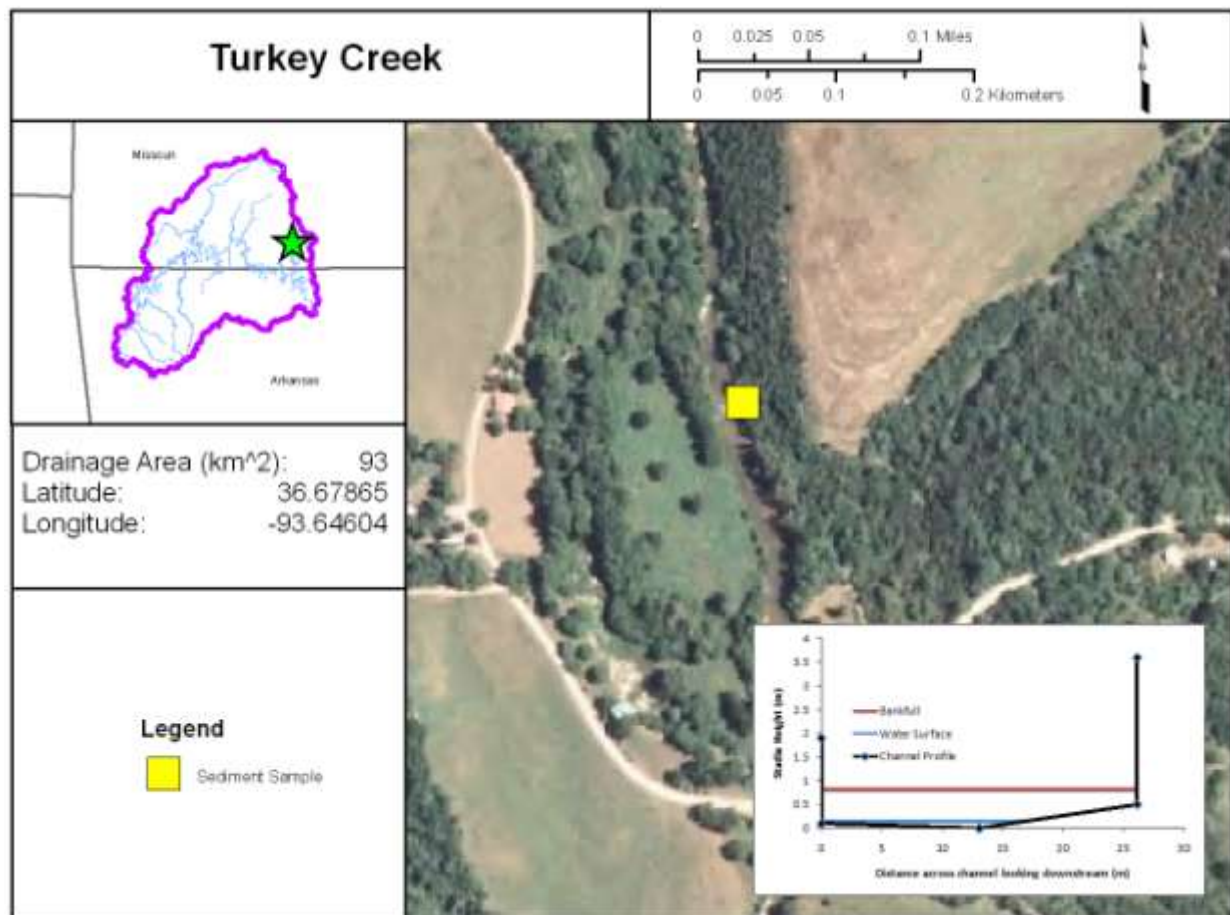 Turkey Creek
0 0.025 0.05 0.1 Miles
0 0.05 0.1 0.2 Kilometers
N
Missouri
Arkansas
Drainage Area (km^2): 93
Latitude: 36.67865
Longitude: -93.64604
Legend
Sediment Sample
4
3.5
3
2.5
2
1.5
1
0.5
0
Stadia Height (m)
Bankfull
Water Surface
Channel Profile
0 5 10 15 20 25 30
Distance across channel looking downstream (m)